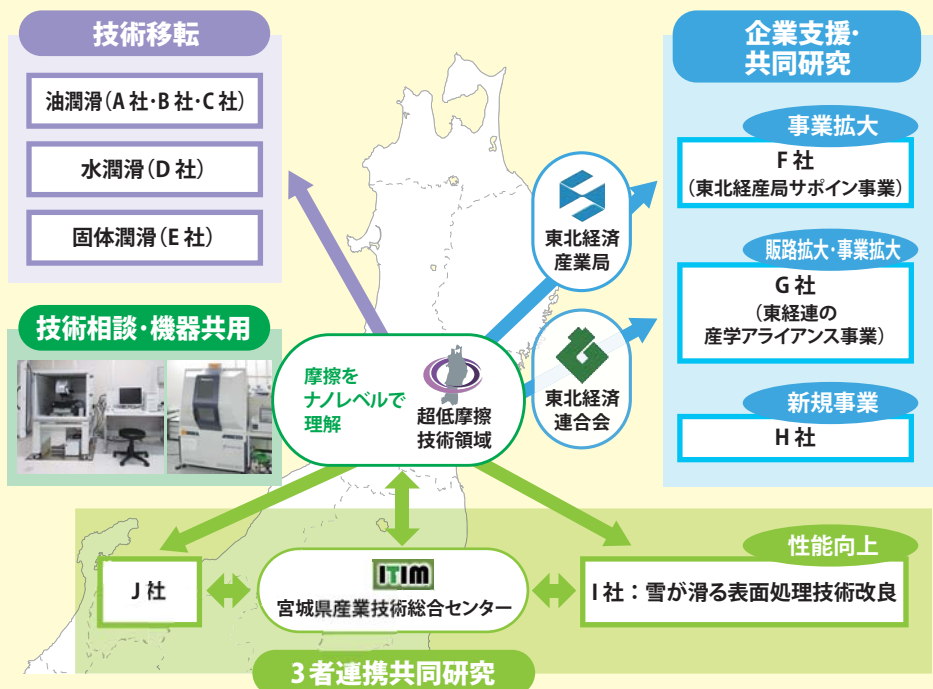 技術移転
油潤滑(A社・B社・C社)
水潤滑(D社)
固体潤滑(E社)
技術相談・機器共用
摩擦を
ナノレベルで
理解
超低摩擦
技術領域
東北経済
産業局
東北経済
連合会
企業支援・
共同研究
事業拡大
F社
(東北経産局サポイン事業)
販路拡大・事業拡大
G社
(東経連の
産学アライアンス事業)
新規事業
H社
J社
ITIM
宮城県産業技術総合センター
性能向上
I社：雪が滑る表面処理技術改良
3者連携共同研究